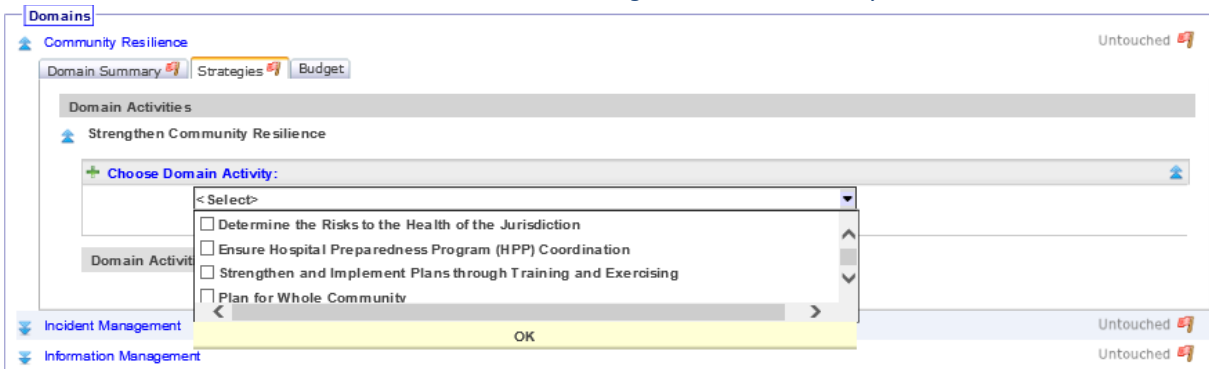 Domains
Community Resilience Untouched
Domain Summary Strategies Budget
Domain Activities
Strengthen Community Resilience
Choose Domain Activity:
<Select>
Determine the Risks to the Health of the Jurisdiction
Ensure Hospital Preparedness Program (HPP) Coordination
Strengthen and Implement Plans through Training and Exercising
Domain Activiti
Plan for Whole Community
OK
Incident Management Untouched
Information Management Untouched